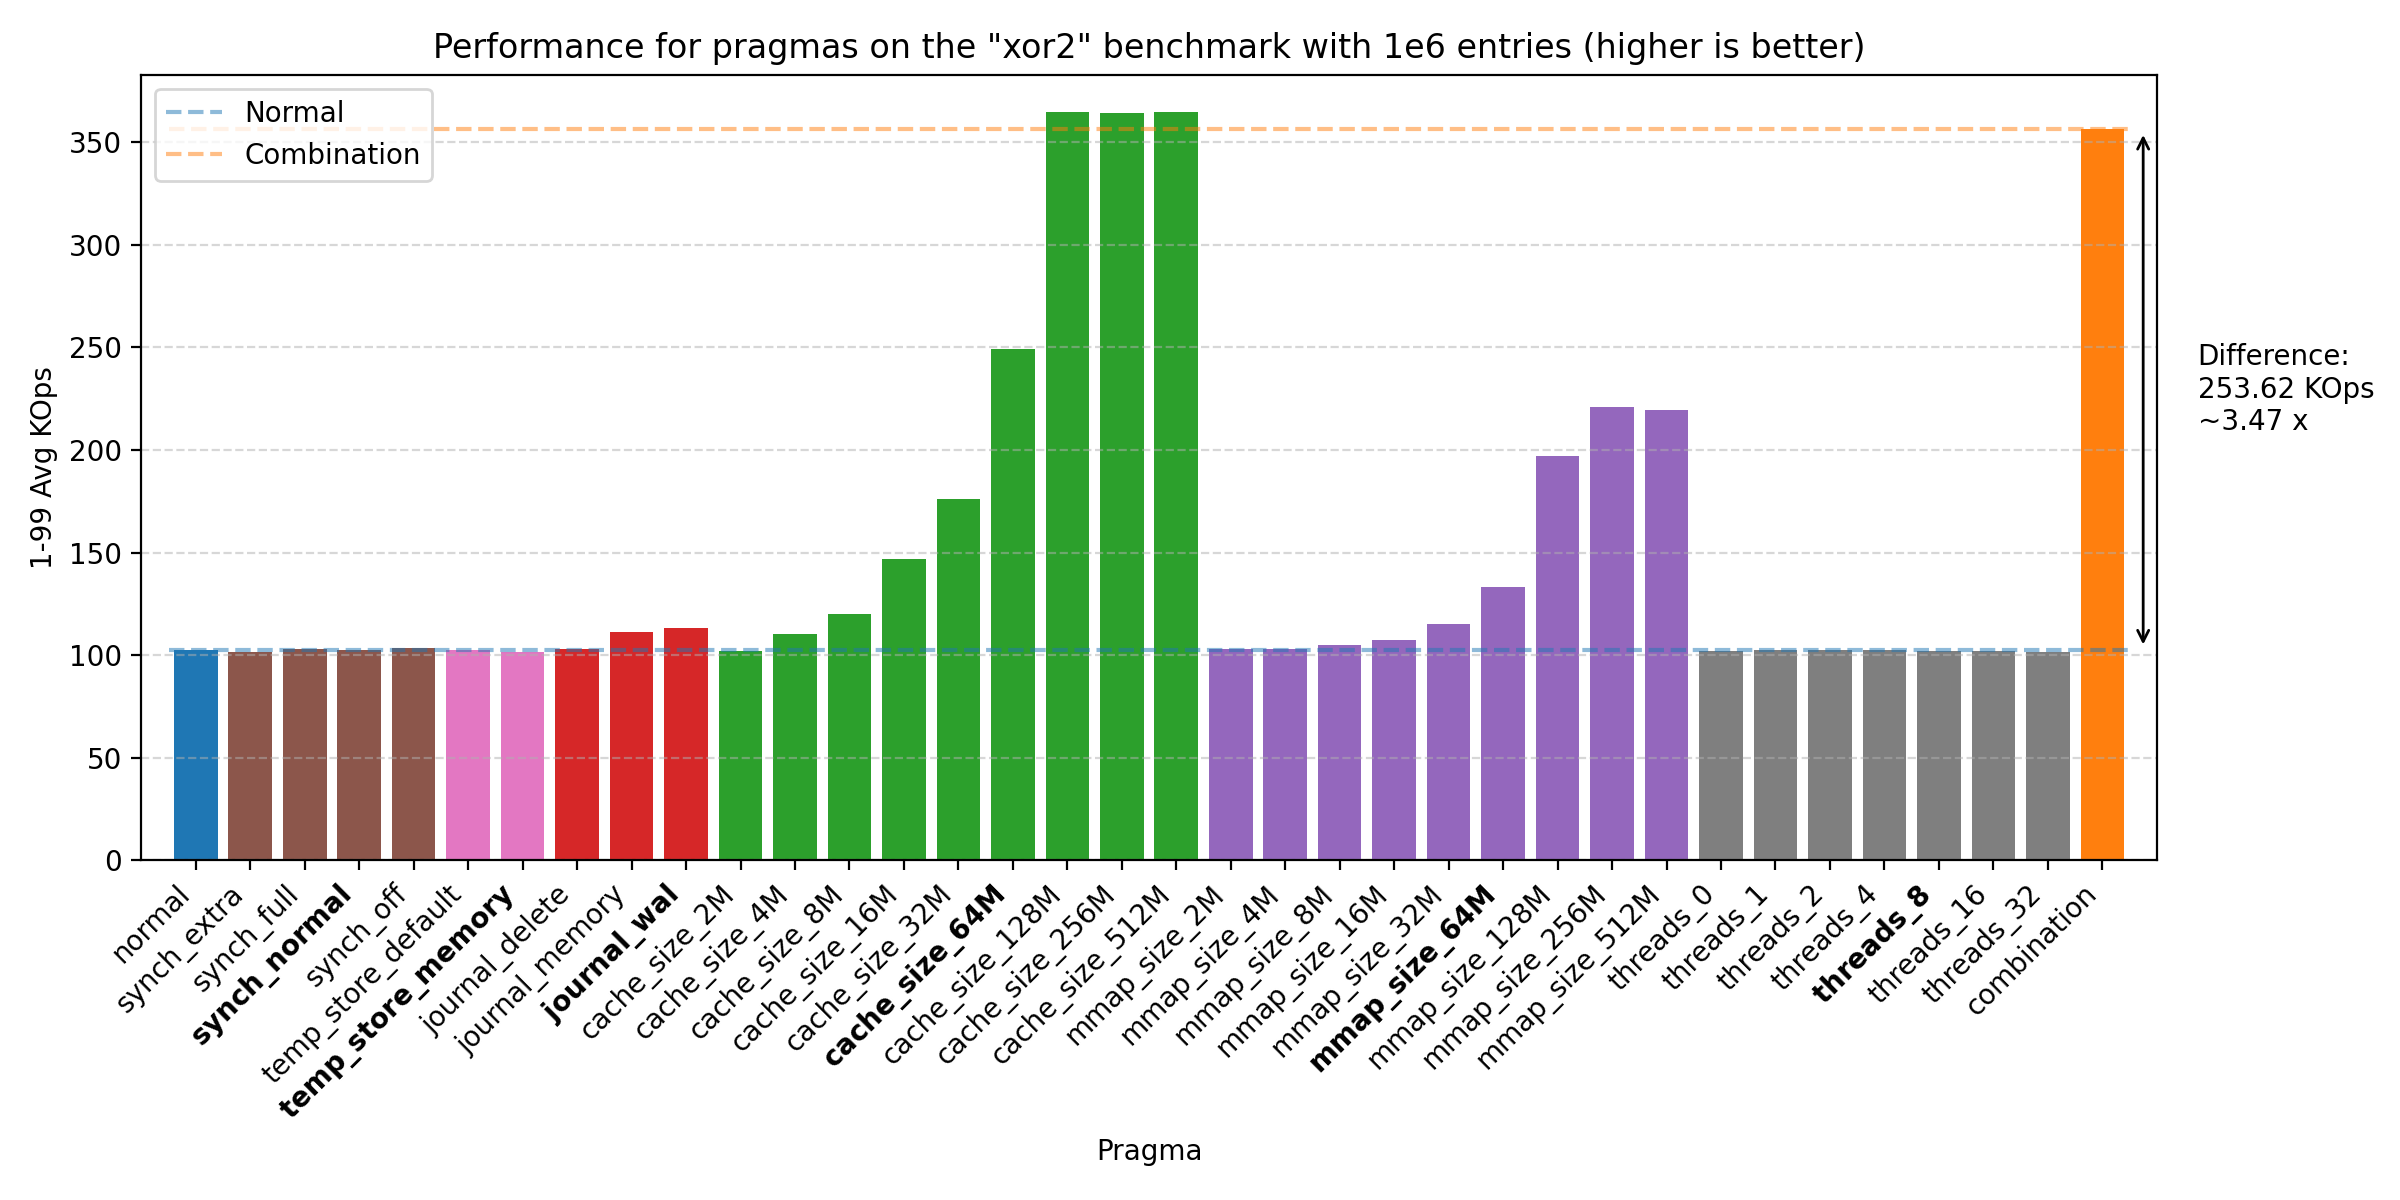 Performance for pragmas on the "xor2" benchmark with 1e6 entries (higher is better)
Normal
Combination
1-99 Avg KOps
350
300
250
200
150
100
50
0
Difference:
253.62 KOps
~3.47 x
normal
synch_extra
synch_full
synch_normal
synch_off
temp_store_default
temp_store_memory
journal_delete
journal_memory
journal_wal
cache_size_2M
cache_size_4M
cache_size_8M
cache_size_16M
cache_size_32M
cache_size_64M
cache_size_128M
cache_size_256M
cache_size_512M
mmap_size_2M
mmap_size_4M
mmap_size_8M
mmap_size_16M
mmap_size_32M
mmap_size_64M
mmap_size_128M
mmap_size_256M
mmap_size_512M
threads_0
threads_1
threads_2
threads_4
threads_8
threads_16
threads_32
combination
Pragma